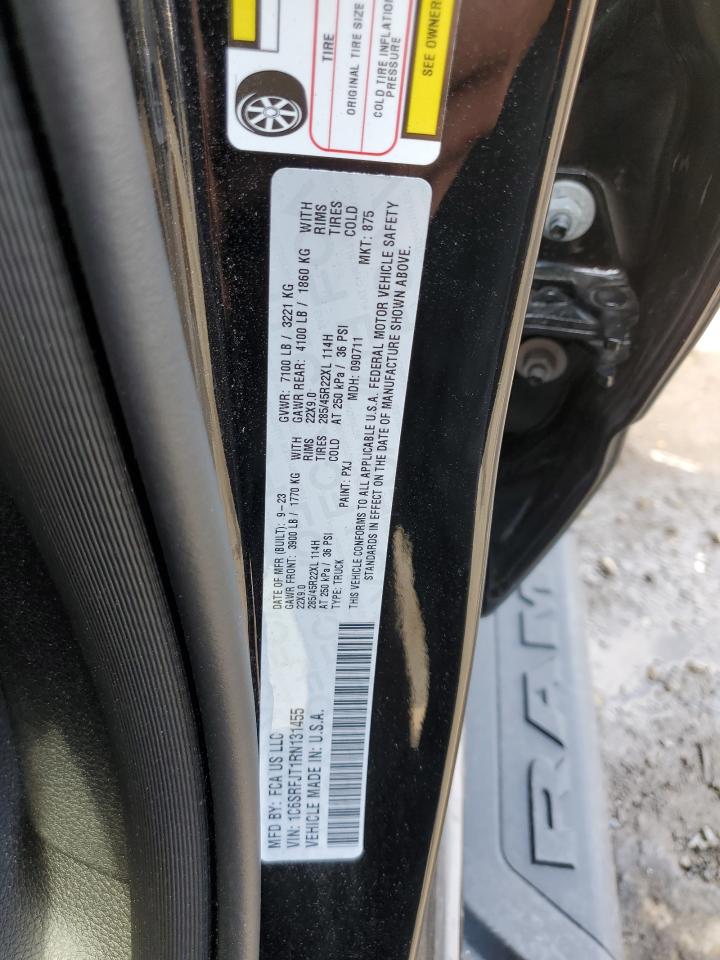 TIRE
ORIGINAL TIRE SIZE
COLD TIRE INFLATION
PRESSURE
SEE OWNER
MFD BY: FCA US LLC
VIN: 1C6SRFJT1RN131455
VEHICLE MADE IN: U.S.A.
DATE OF MFR (BUILT): 9-23
GAWR FRONT: 3900 LB / 1770 KG WITH
22X9.0 RIMS
285/45R22XL 114H TIRES
AT 250 kPa / 36 PSI COLD
TYPE: TRUCK PAINT: PXJ
GVWR: 7100 LB / 3221 KG
GAWR REAR: 4100 LB / 1860 KG WITH
22X9.0 RIMS
285/45R22XL 114H TIRES
AT 250 kPa / 36 PSI COLD
MDH: 090711 MKT: 875
THIS VEHICLE CONFORMS TO ALL APPLICABLE U.S.A. FEDERAL MOTOR VEHICLE SAFETY
STANDARDS IN EFFECT ON THE DATE OF MANUFACTURE SHOWN ABOVE.
RAM